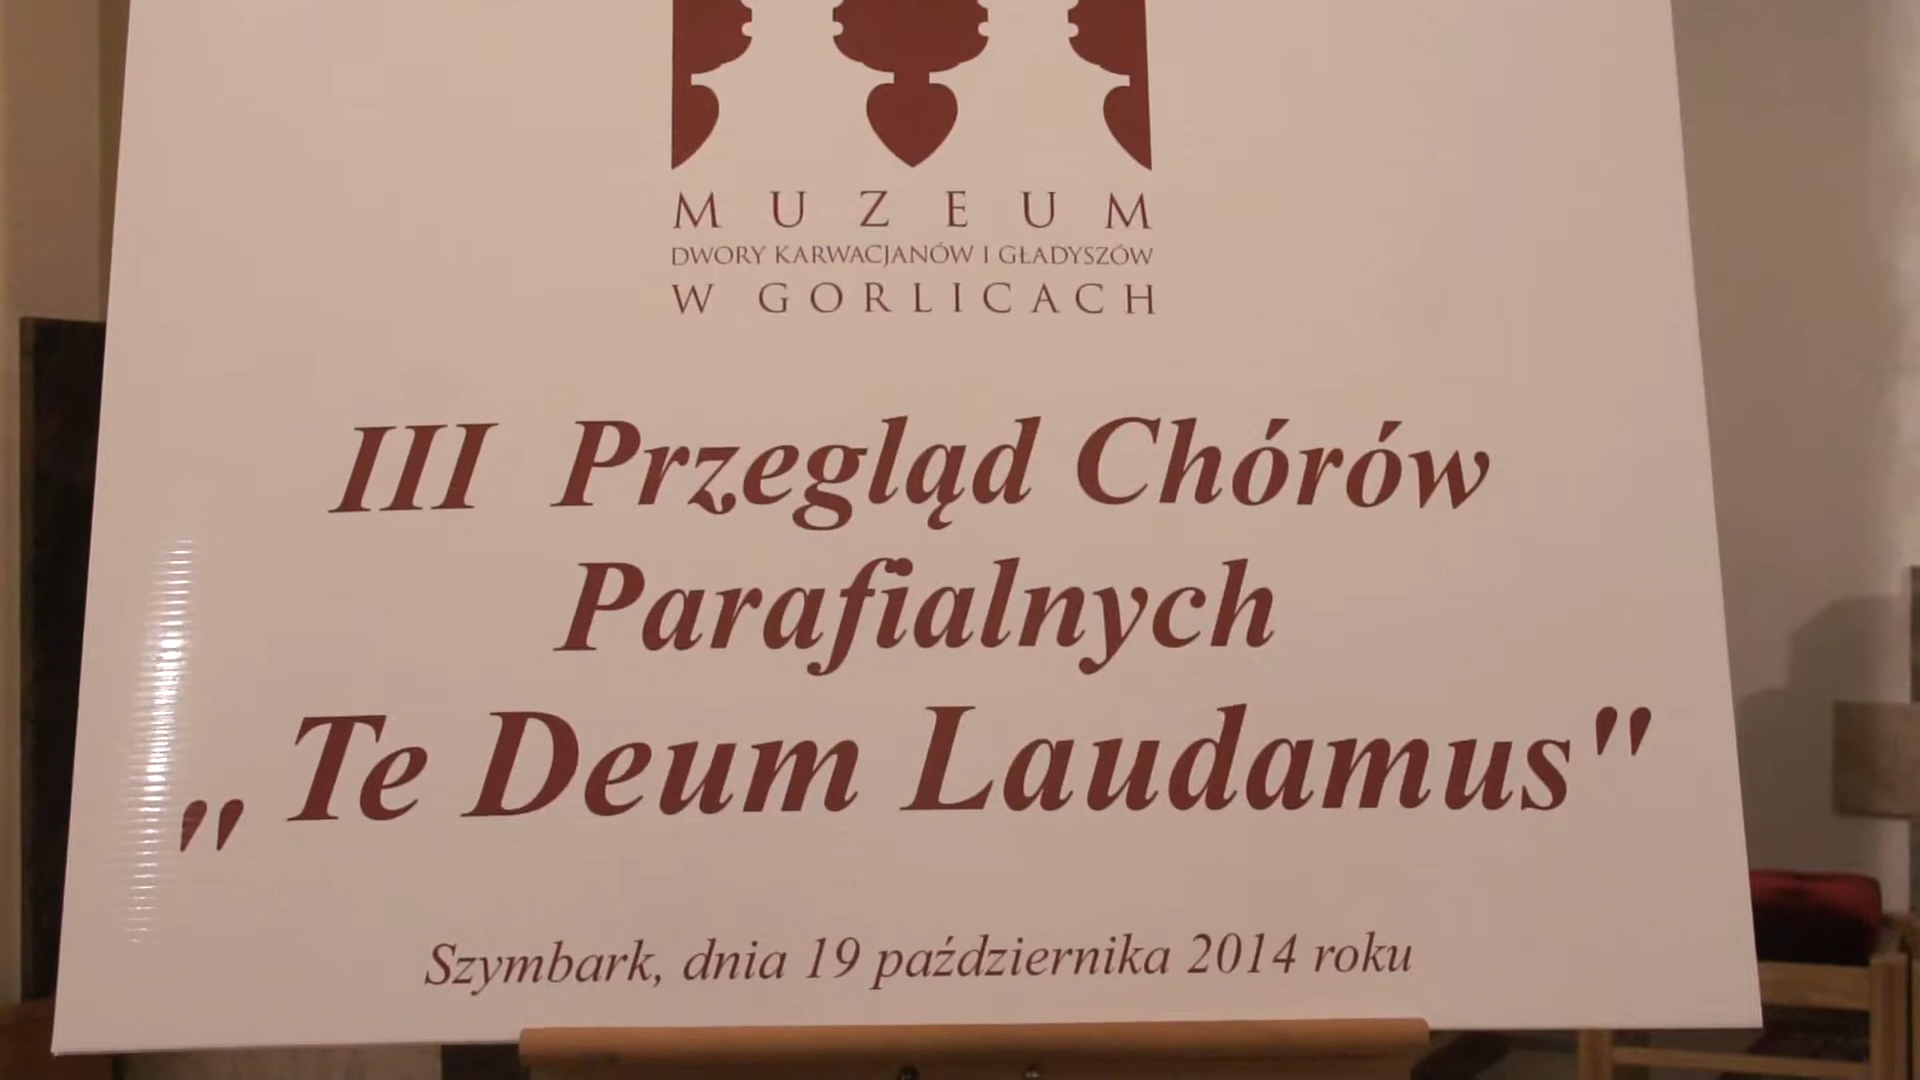 MUZEUM
DWORY KARWACJANÓW I GŁADYSZÓW
W GORLICACH
III Przegląd Chórów
Parafialnych
„Te Deum Laudamus"
Szymbark, dnia 19 października 2014 roku